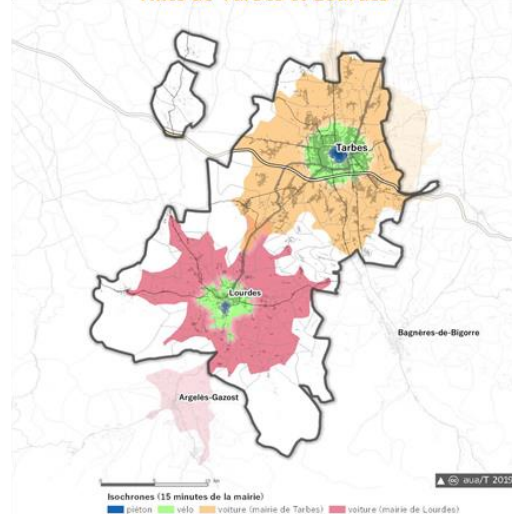 Tarbes
Lourdes
Bagnères-de-Bigorre
Argelès-Gazost
aua/T 2019
Isochrones (15 minutes de la mairie)
piéton vélo voiture (mairie de Tarbes) voiture (mairie de Lourdes)